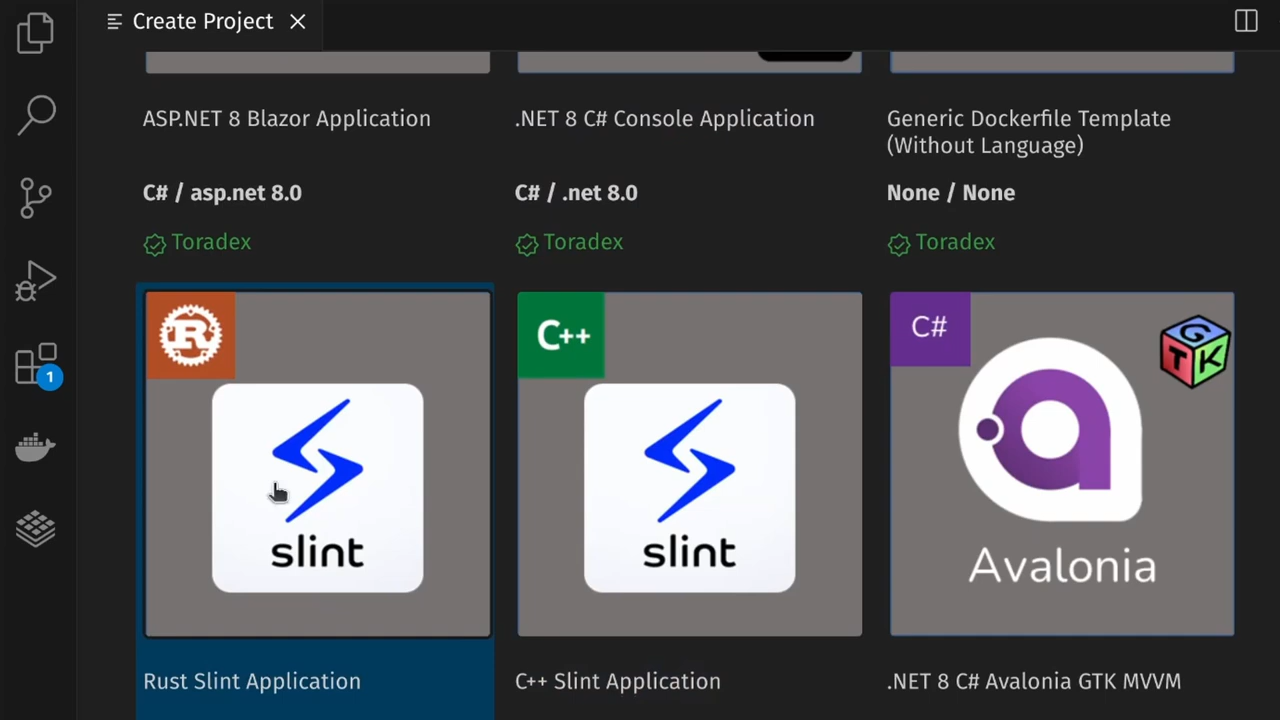 Create Project
ASP.NET 8 Blazor Application
.NET 8 C# Console Application
Generic Dockerfile Template
(Without Language)
C# / asp.net 8.0
C# / .net 8.0
None / None
Toradex
Toradex
Toradex
R
C++
C#
GTK
slint
slint
Avalonia
1
Rust Slint Application
C++ Slint Application
.NET 8 C# Avalonia GTK MVVM